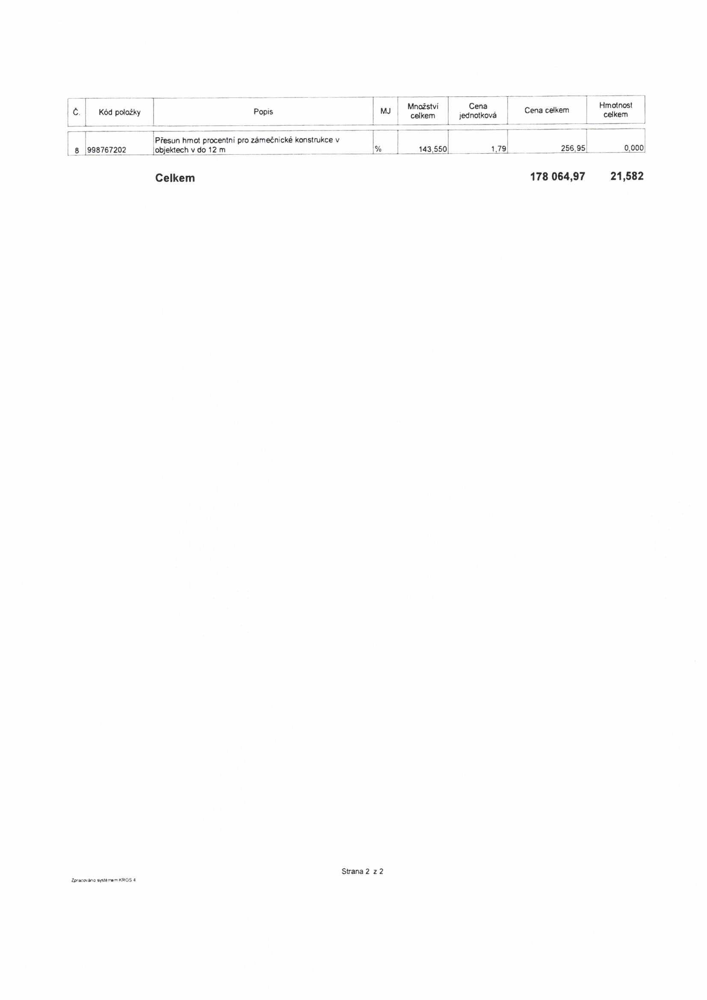 Č. Kód položky Popis MJ Množství celkem Cena jednotková Cena celkem Hmotnost celkem
Přesun hmot procentní pro zámečnické konstrukce v
8 998767202 objektech v do 12 m % 143,550 1,79 256,95 0,000
Celkem 178 064,97 21,582
Strana 2 z 2
Zpracováno systémem KROS 4